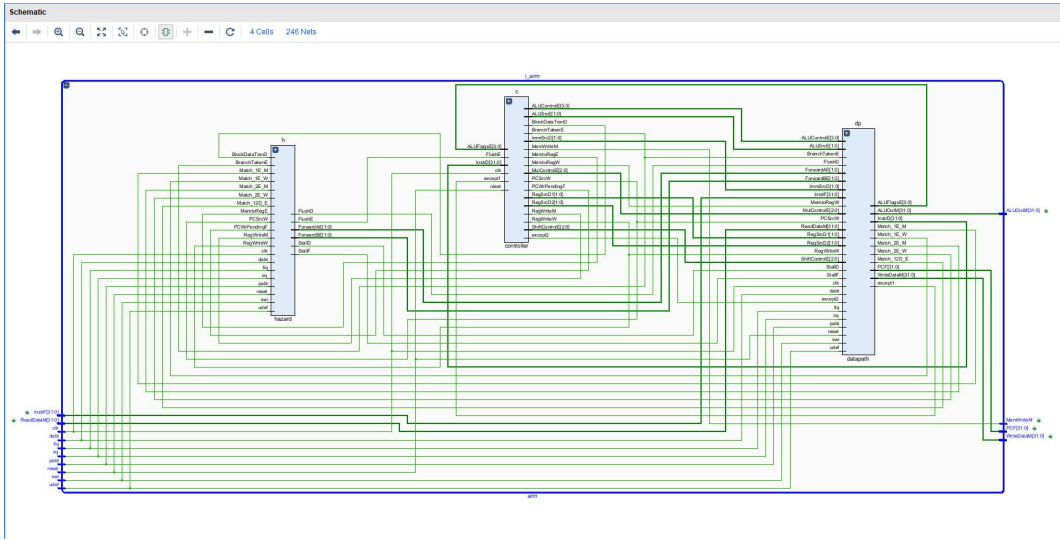 Schematic
4 Cells 246 Nets
i_arm
c
ALUFlagsE[3:0]
FlushE
InstrD[31:0]
clk
except1
reset
ALUControlE[3:0]
ALUSrcE[1:0]
BlockDataTranD
BranchTakenE
ImmSrcD[1:0]
MemWriteM
MemtoRegE
MemtoRegW
MulControlE[2:0]
PCSrcW
PCWrPendingF
RegSrcD1[1:0]
RegSrcD2[1:0]
RegWriteM
RegWriteW
ShiftControlE[2:0]
except2
controller
h
BlockDataTranD
BranchTakenE
Match_1E_M
Match_1E_W
Match_2E_M
Match_2E_W
Match_12D_E
MemtoRegE
PCSrcW
PCWrPendingF
RegWriteM
RegWriteW
clk
dabt
fiq
irq
pabt
reset
swi
udef
FlushD
FlushE
ForwardAE[1:0]
ForwardBE[1:0]
StallD
StallF
hazard
dp
ALUControlE[3:0]
ALUSrcE[1:0]
BranchTakenE
FlushD
ForwardAE[1:0]
ForwardBE[1:0]
ImmSrcD[1:0]
InstrF[31:0]
MemtoRegW
MulControlE[2:0]
PCSrcW
ReadDataM[31:0]
RegSrcD1[1:0]
RegSrcD2[1:0]
RegWriteW
ShiftControlE[2:0]
StallD
StallF
clk
dabt
except2
fiq
irq
pabt
reset
swi
udef
ALUFlagsE[3:0]
ALUOutM[31:0]
InstrD[31:0]
Match_1E_M
Match_1E_W
Match_2E_M
Match_2E_W
Match_12D_E
PCF[31:0]
WriteDataM[31:0]
except1
datapath
ALUOutM[31:0]
InstrF[31:0]
ReadDataM[31:0]
clk
dabt
fiq
irq
pabt
reset
swi
udef
MemWriteM
PCF[31:0]
WriteDataM[31:0]
arm